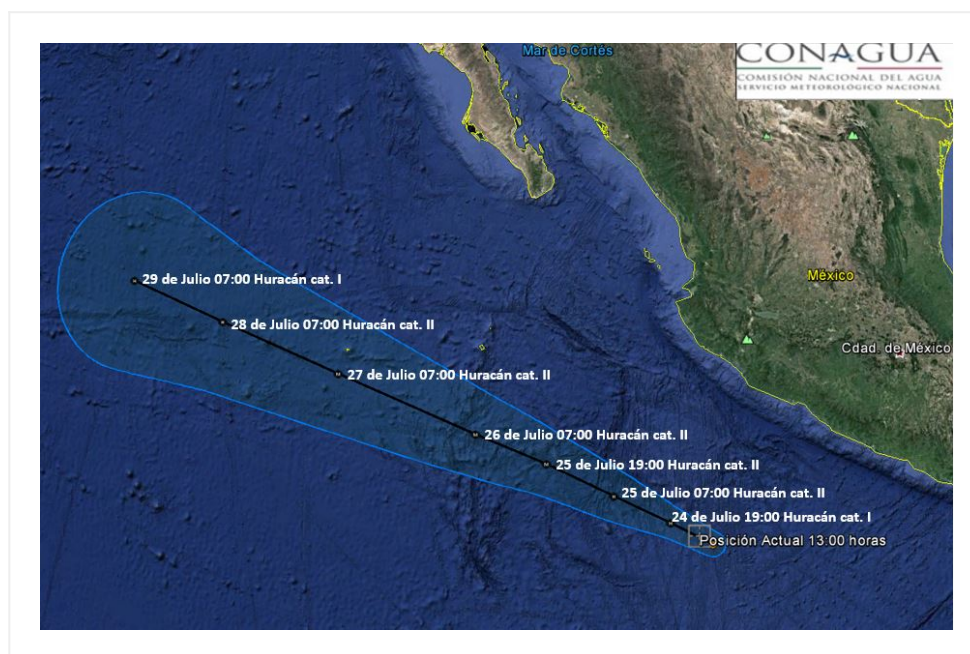 Mar de Cortés
CONAGUA
COMISIÓN NACIONAL DEL AGUA
SERVICIO METEOROLÓGICO NACIONAL
México
29 de Julio 07:00 Huracán cat. I
28 de Julio 07:00 Huracán cat. II
Cdad. de México
27 de Julio 07:00 Huracán cat. II
26 de Julio 07:00 Huracán cat. II
25 de Julio 19:00 Huracán cat. II
25 de Julio 07:00 Huracán cat. II
24 de Julio 19:00 Huracán cat. I
Posición Actual 13:00 horas